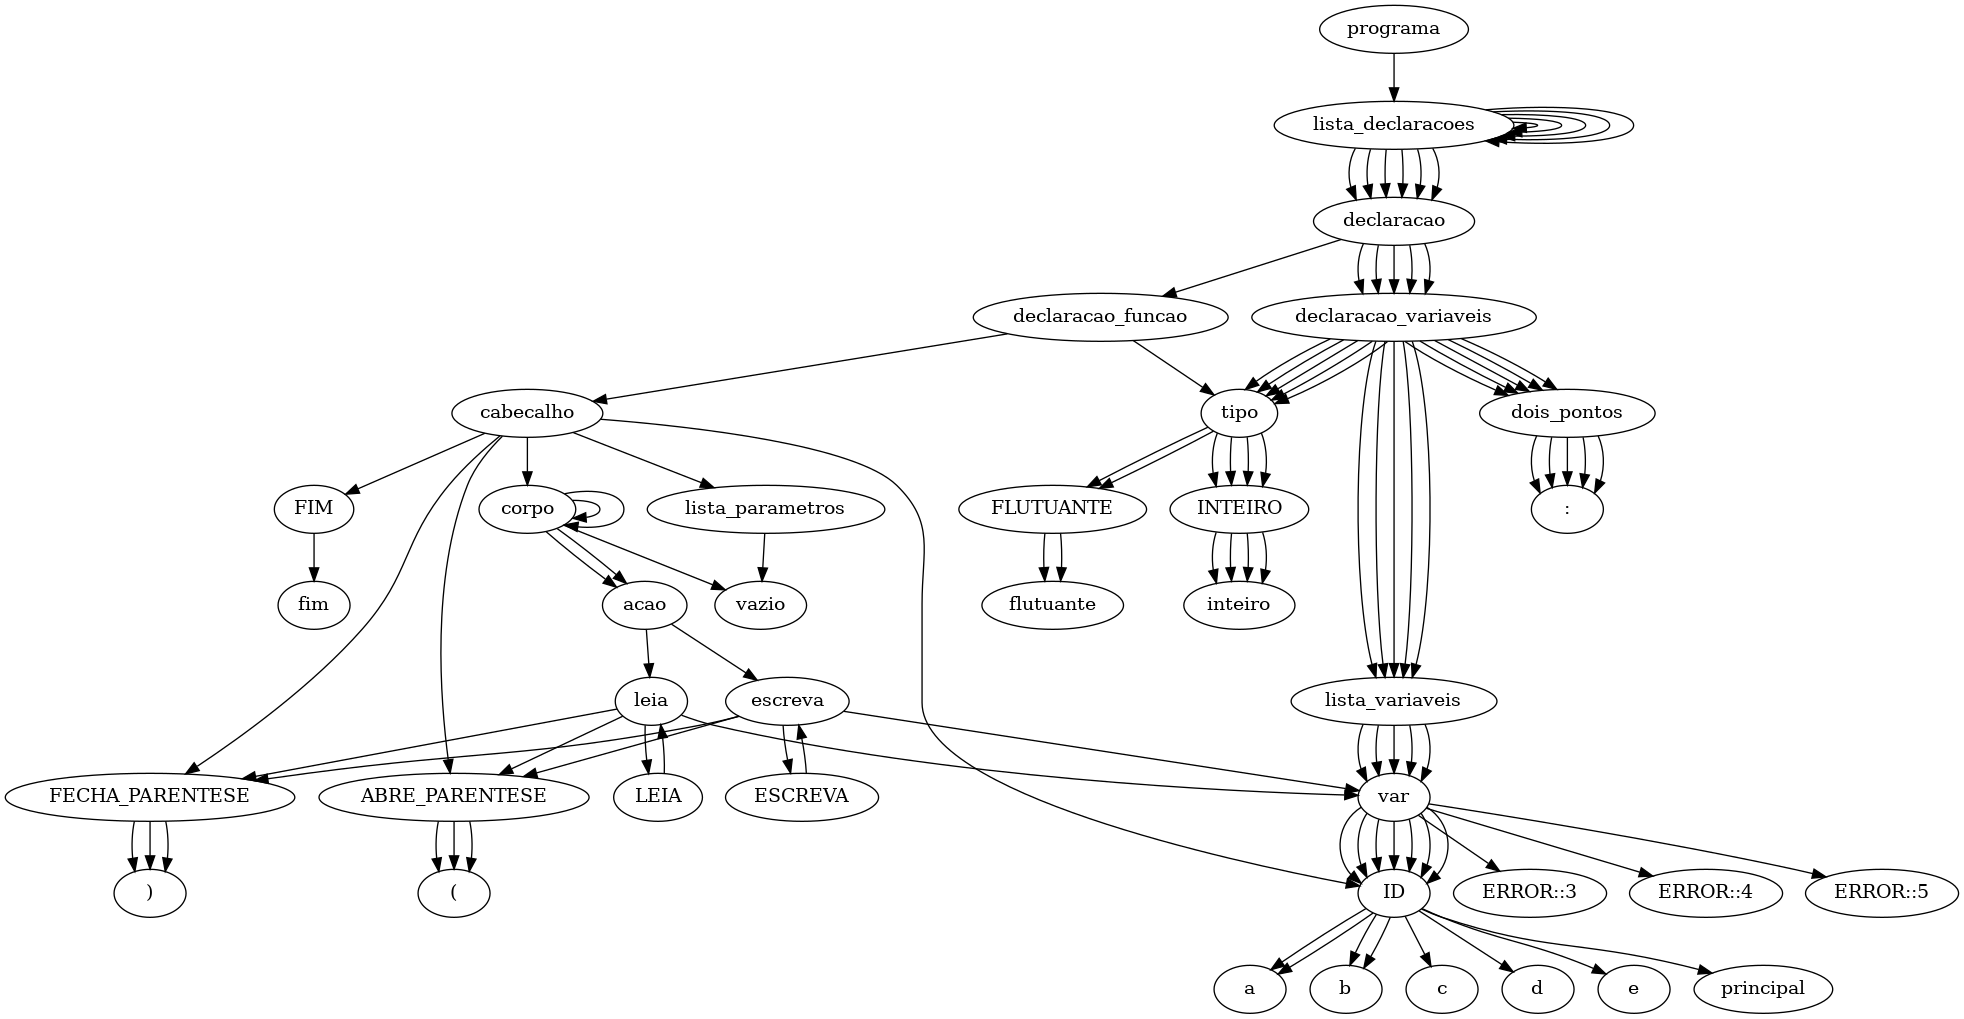 programa
lista_declaracoes
declaracao
declaracao_funcao
declaracao_variaveis
cabecalho
tipo
dois_pontos
FIM
corpo
lista_parametros
FLUTUANTE
INTEIRO
:
fim
acao
vazio
flutuante
inteiro
leia
escreva
lista_variaveis
FECHA_PARENTESE
ABRE_PARENTESE
LEIA
ESCREVA
var
)
(
ID
ERROR::3
ERROR::4
ERROR::5
a
b
c
d
e
principal